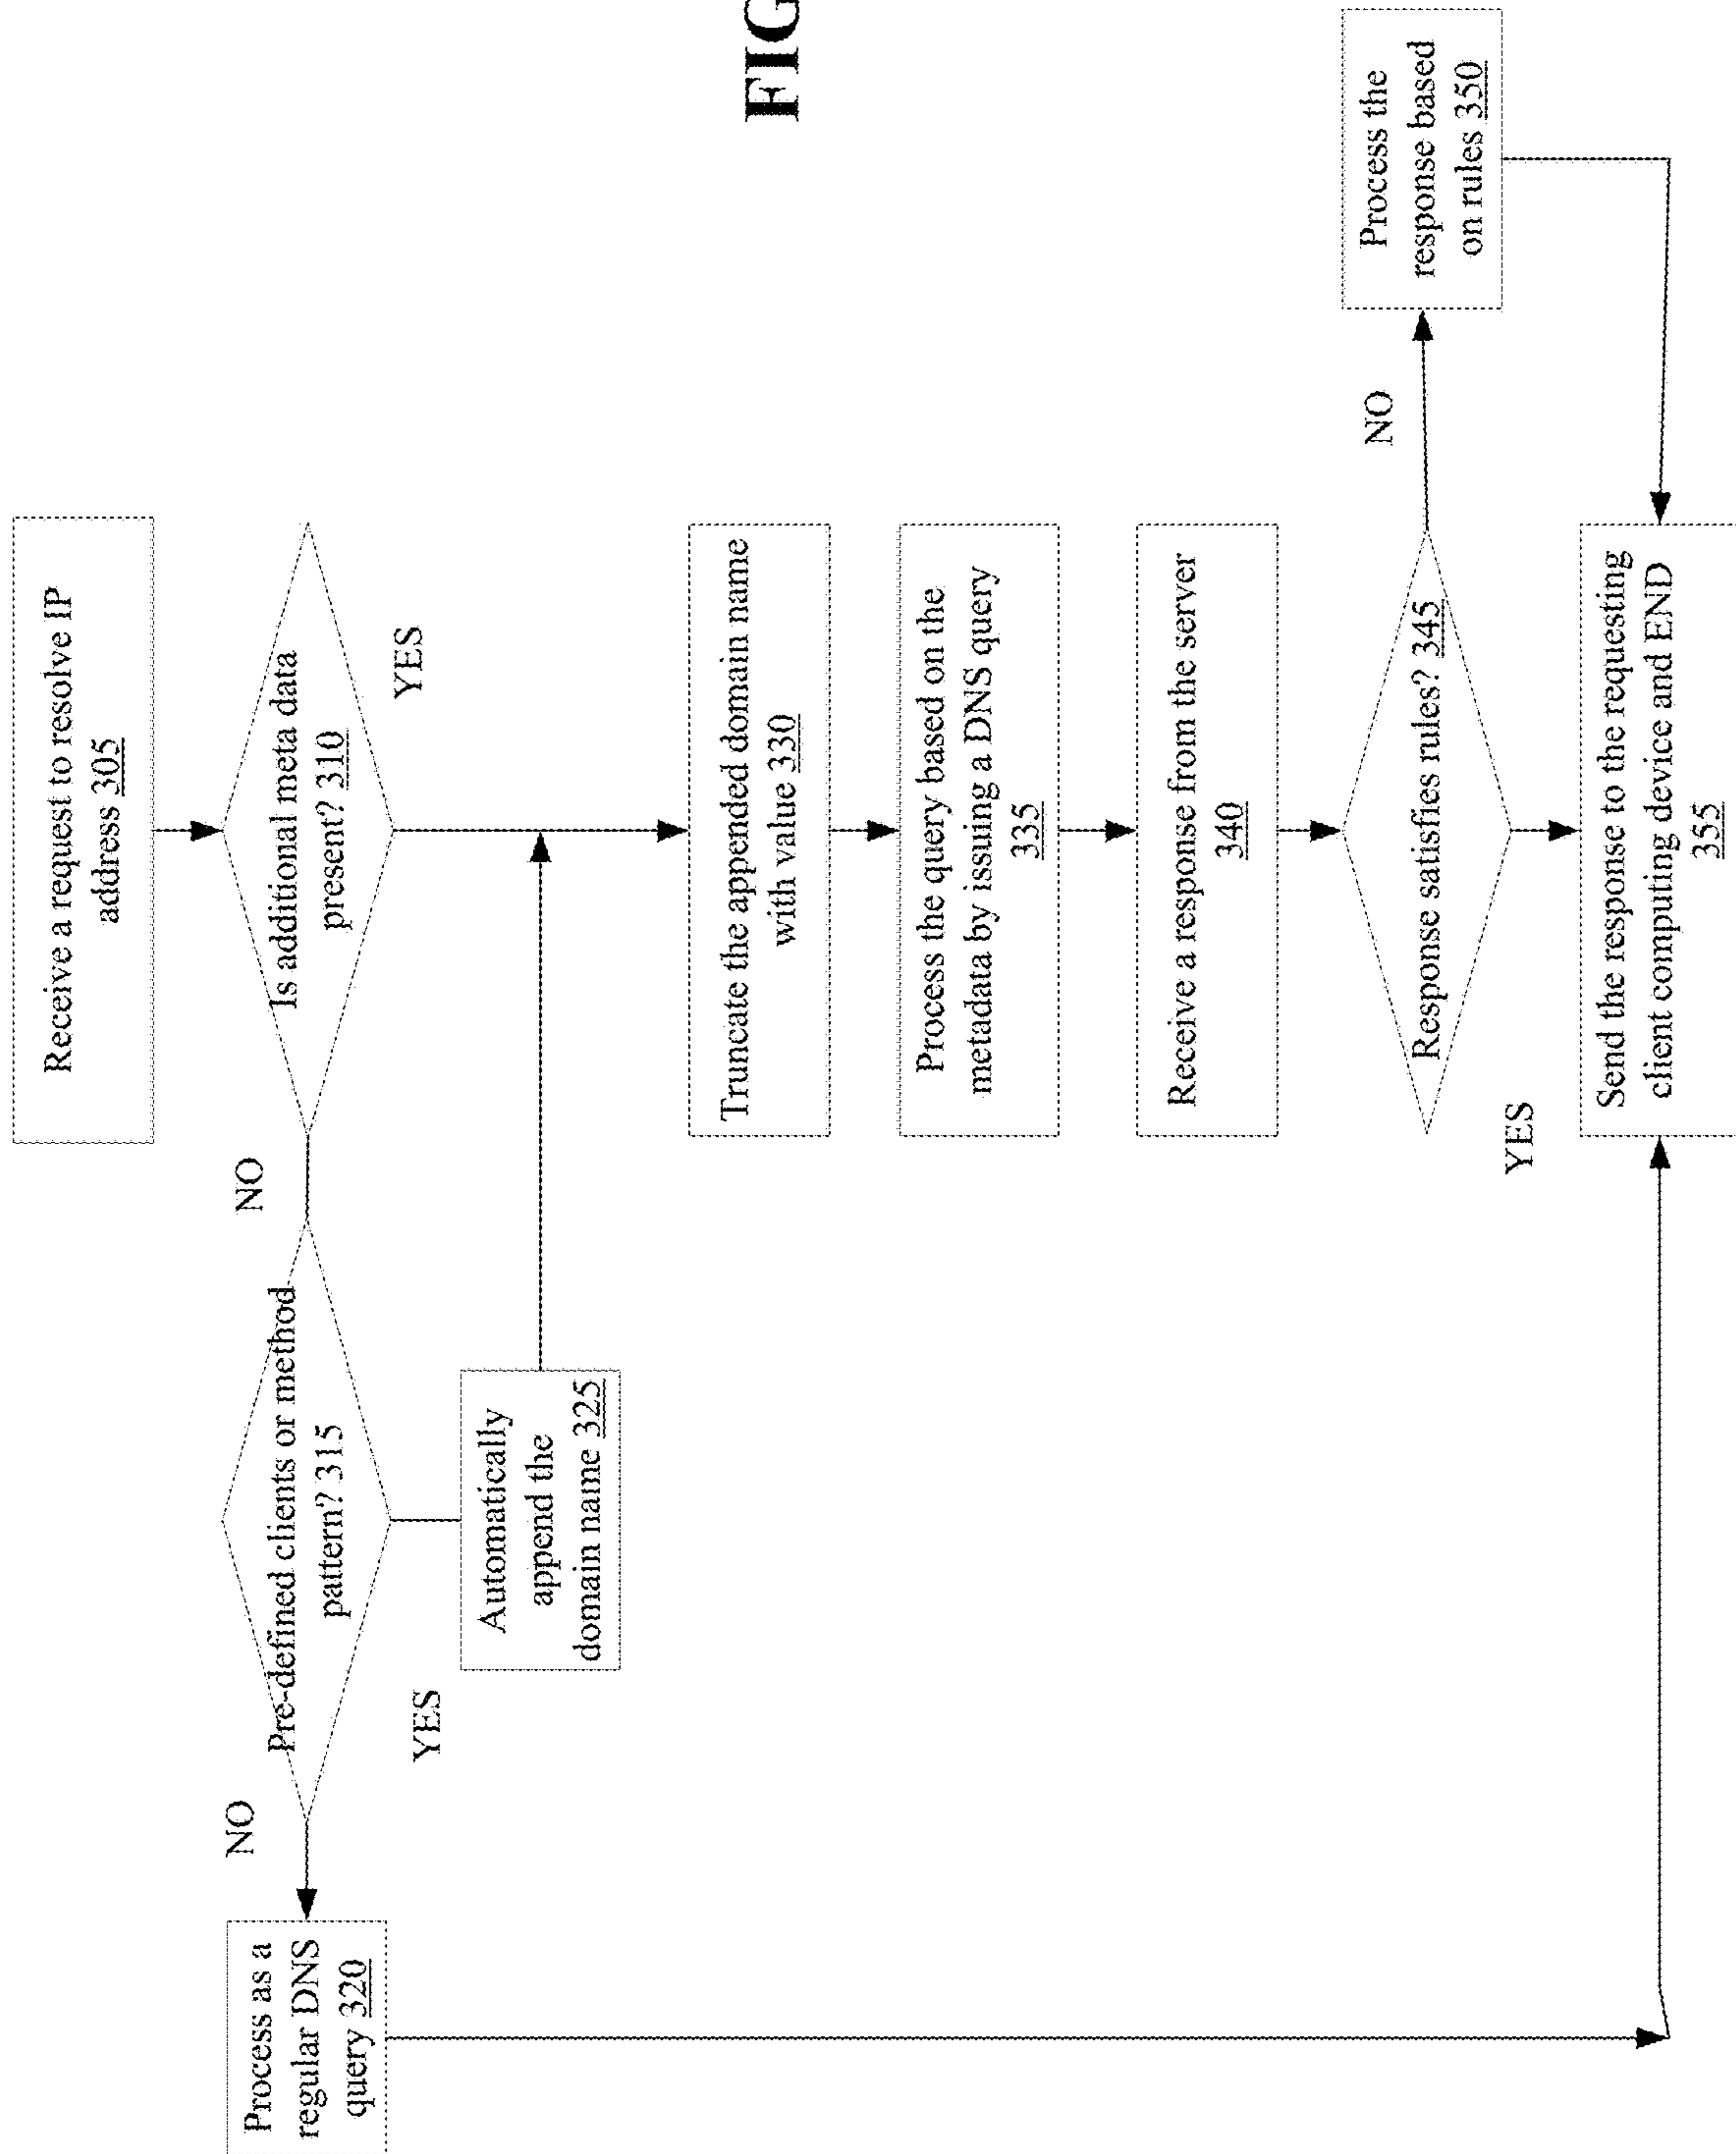 Receive a request to resolve IP
address 305
Is additional meta data
present? 310
NO
YES
Pre-defined clients or method
pattern? 315
NO
YES
Process as a
regular DNS
query 320
Automatically
append the
domain name 325
Truncate the appended domain name
with value 330
Process the query based on the
metadata by issuing a DNS query
335
Receive a response from the server
340
Response satisfies rules? 345
NO
YES
Process the
response based
on rules 350
Send the response to the requesting
client computing device and END
355
FIG